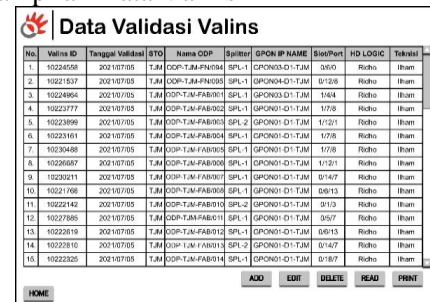 Data Validasi Valins
No. Valins ID Tanggal Validasi STO Nama ODP Splitter GPON IP NAME Slot/Port HD LOGIC Teknisi
1. 10224558 2021/07/05 TJM ODP-TJM-FN/094 SPL-1 GPON03-D1-TJM 0/6/0 Ridho Ilham
2. 10221537 2021/07/05 TJM ODP-TJM-FN/095 SPL-1 GPON04-D1-TJM 0/12/6 Ridho Ilham
3. 10224964 2021/07/05 TJM ODP-TJM-FAB/001 SPL-1 GPON03-D1-TJM 1/4/4 Ridho Ilham
4. 10223777 2021/07/05 TJM ODP-TJM-FAB/002 SPL-1 GPON01-D1-TJM 1/7/8 Ridho Ilham
5. 10223899 2021/07/05 TJM ODP-TJM-FAB/003 SPL-2 GPON01-D1-TJM 1/12/1 Ridho Ilham
6. 10223161 2021/07/05 TJM ODP-TJM-FAB/004 SPL-1 GPON01-D1-TJM 1/7/8 Ridho Ilham
7. 10230488 2021/07/05 TJM ODP-TJM-FAB/005 SPL-1 GPON01-D1-TJM 1/7/8 Ridho Ilham
8. 10226687 2021/07/05 TJM ODP-TJM-FAB/006 SPL-1 GPON01-D1-TJM 1/12/1 Ridho Ilham
9. 10230211 2021/07/05 TJM ODP-TJM-FAB/007 SPL-1 GPON01-D1-TJM 0/14/7 Ridho Ilham
10. 10221766 2021/07/05 TJM ODP-TJM-FAB/008 SPL-1 GPON01-D1-TJM 0/6/13 Ridho Ilham
11. 10222142 2021/07/05 TJM ODP-TJM-FAB/010 SPL-2 GPON01-D1-TJM 0/1/3 Ridho Ilham
12. 10227885 2021/07/05 TJM ODP-TJM-FAB/011 SPL-1 GPON01-D1-TJM 0/5/7 Ridho Ilham
13. 10222619 2021/07/05 TJM ODP-TJM-FAB/012 SPL-1 GPON01-D1-TJM 0/6/13 Ridho Ilham
14. 10222810 2021/07/05 TJM ODP-TJM-FAB/013 SPL-2 GPON01-D1-TJM 0/14/7 Ridho Ilham
15. 10222325 2021/07/05 TJM ODP-TJM-FAB/014 SPL-1 GPON01-D1-TJM 0/18/7 Ridho Ilham
ADD EDIT DELETE READ PRINT
HOME